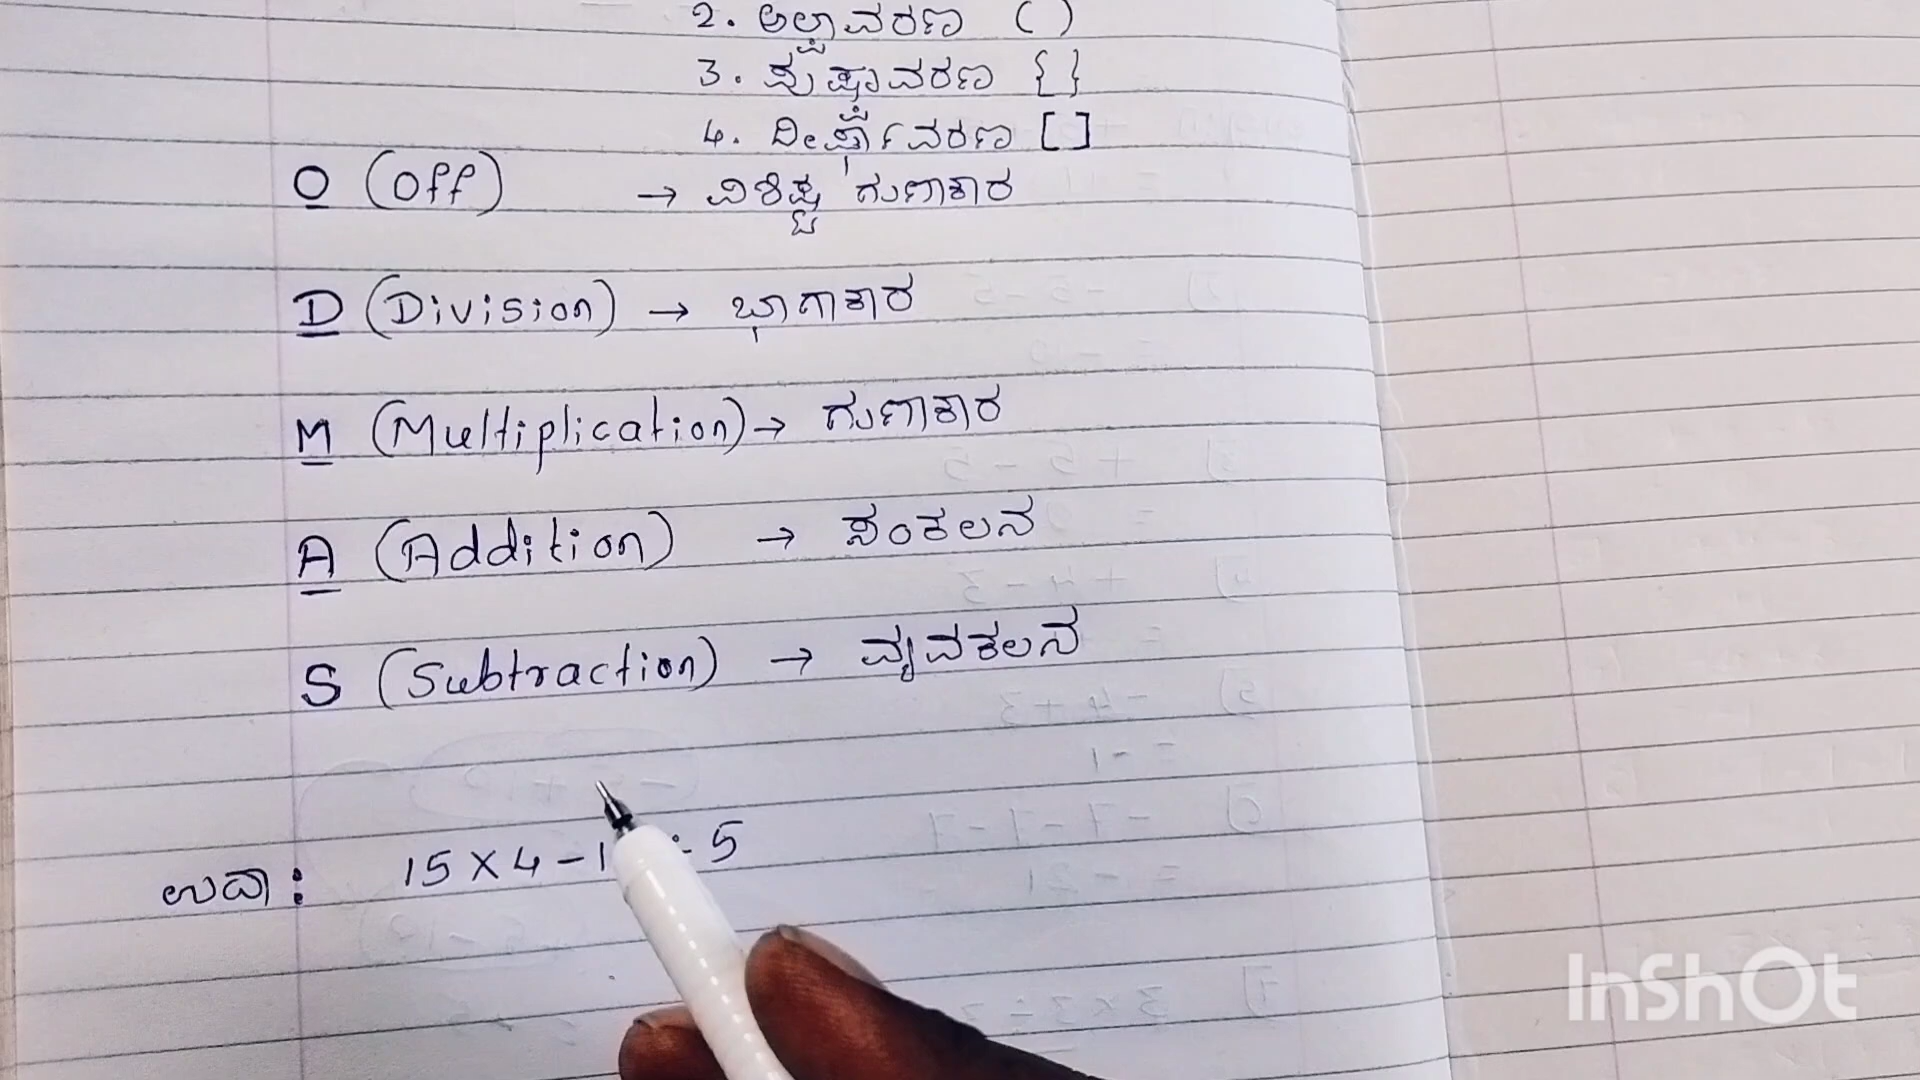 2. ಅಲ್ಪಾವರಣ ( )
3. ಪುಷ್ಪಾವರಣ { }
4. ದೀರ್ಘಾವರಣ [ ]
O (Off) → ವಿಶಿಷ್ಟ ಗುಣಾಕಾರ
D (Division) → ಭಾಗಾಕಾರ
M (Multiplication) → ಗುಣಾಕಾರ
A (Addition) → ಸಂಕಲನ
S (Subtraction) → ವ್ಯವಕಲನ
ಉದಾ: 15 × 4 - 1 ÷ 5
InShOt